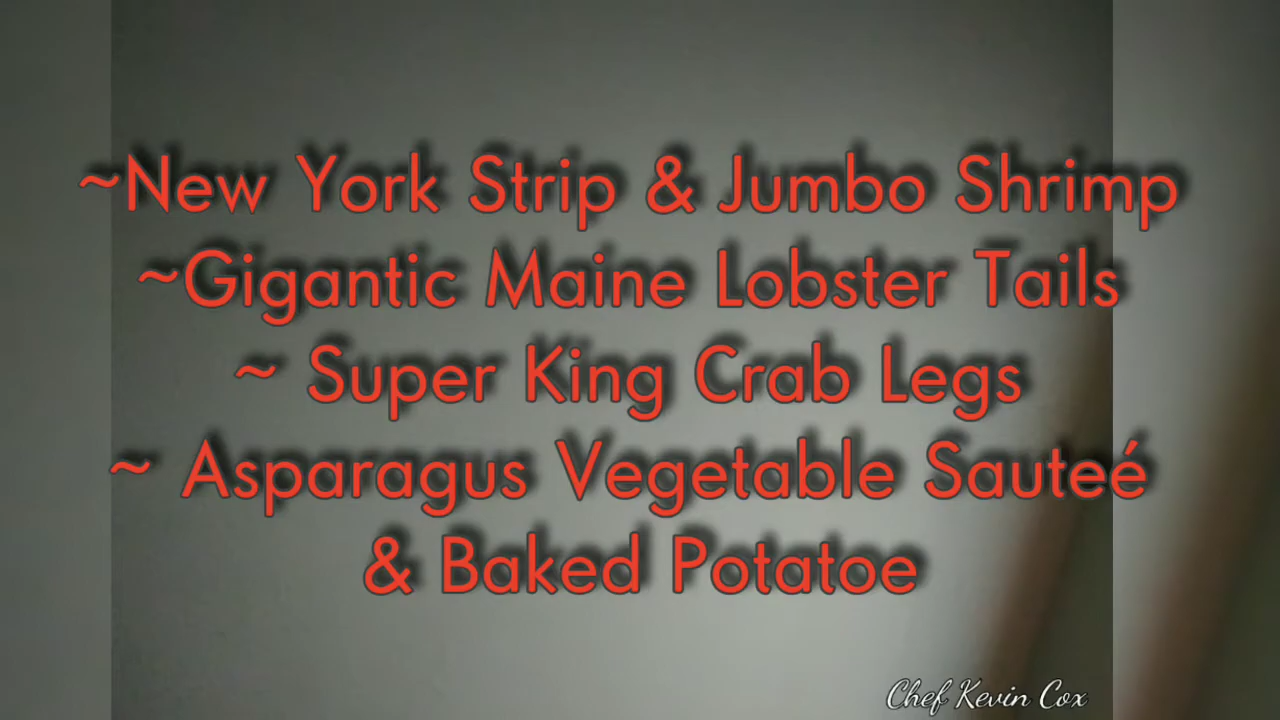 ~New York Strip & Jumbo Shrimp
~Gigantic Maine Lobster Tails
~ Super King Crab Legs
~ Asparagus Vegetable Sauteé
& Baked Potatoe
Chef Kevin Cox